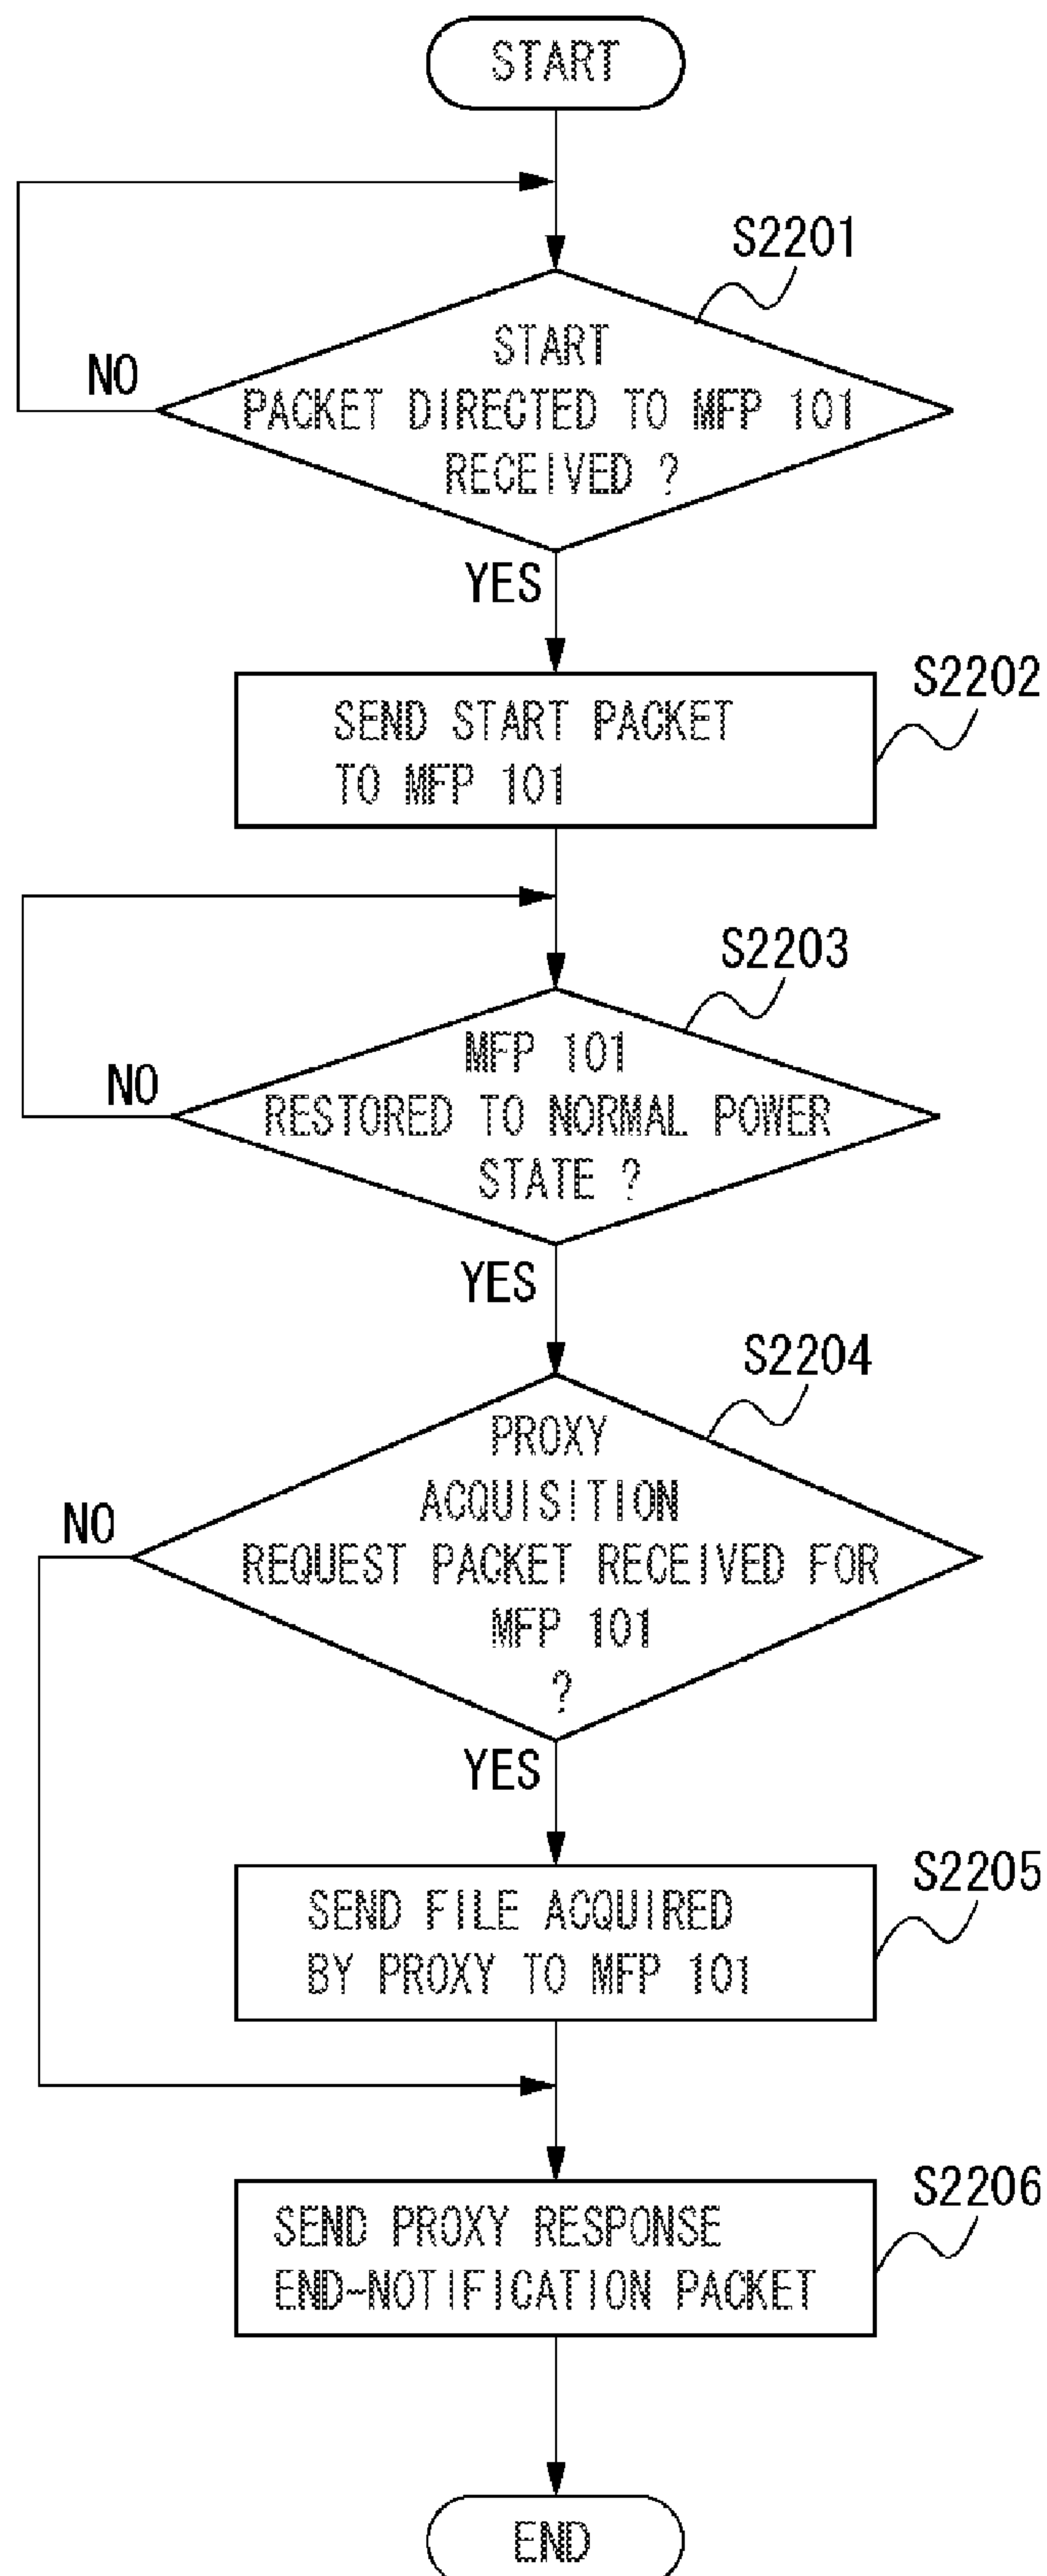 START
S2201
START
PACKET DIRECTED TO MFP 101
RECEIVED ?
NO
YES
S2202
SEND START PACKET
TO MFP 101
S2203
MFP 101
RESTORED TO NORMAL POWER
STATE ?
NO
YES
S2204
PROXY
ACQUISITION
REQUEST PACKET RECEIVED FOR
MFP 101
?
NO
YES
S2205
SEND FILE ACQUIRED
BY PROXY TO MFP 101
S2206
SEND PROXY RESPONSE
END~NOTIFICATION PACKET
END